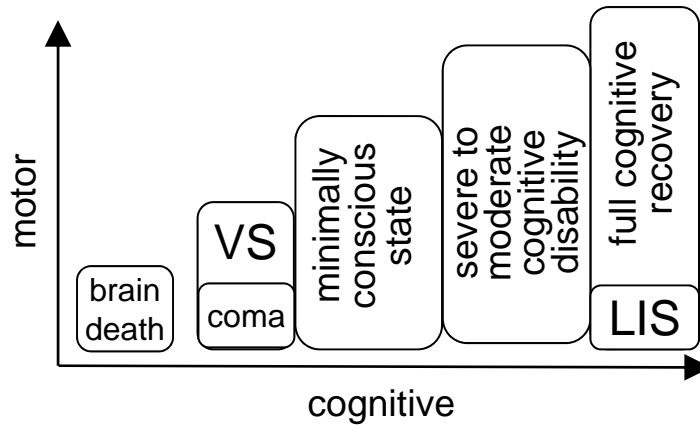 motor
brain
death
VS
coma
minimally
conscious
state
severe to
moderate
cognitive
disability
full cognitive
recovery
LIS
cognitive